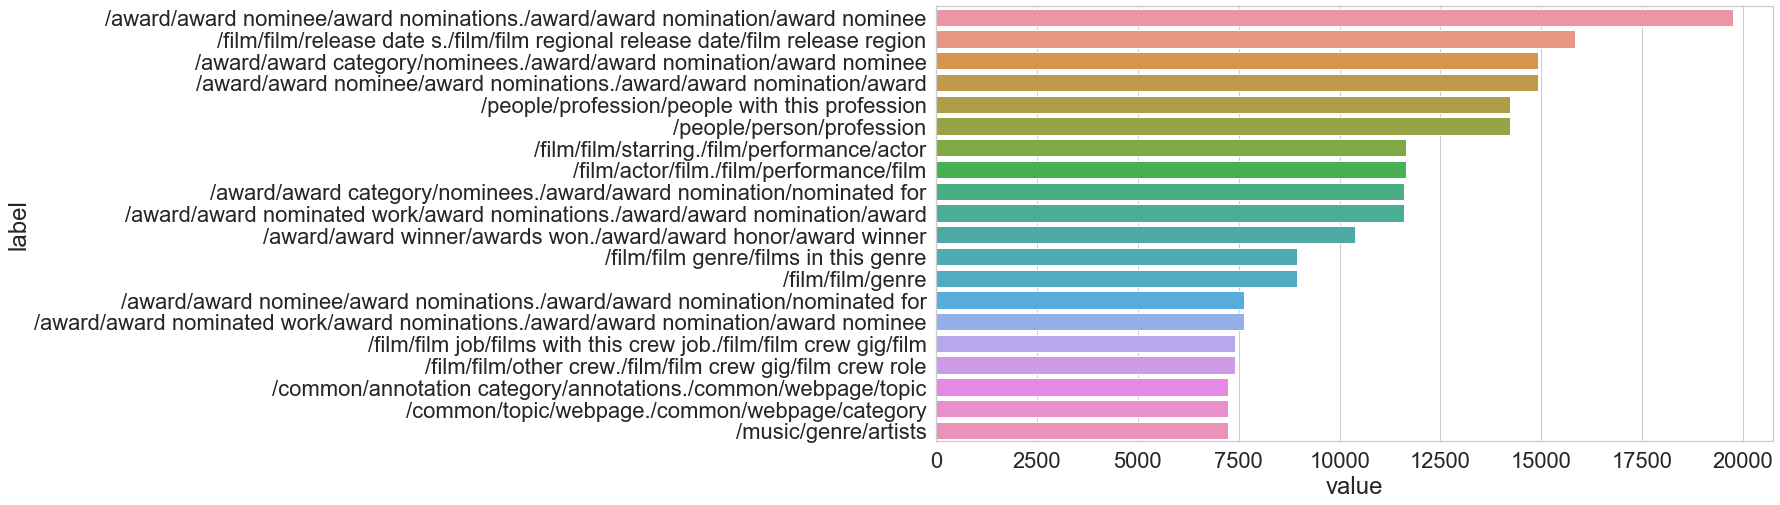 /award/award nominee/award nominations./award/award nomination/award nominee
/film/film/release date s./film/film regional release date/film release region
/award/award category/nominees./award/award nomination/award nominee
/award/award nominee/award nominations./award/award nomination/award
/people/profession/people with this profession
/people/person/profession
/film/film/starring./film/performance/actor
/film/actor/film./film/performance/film
/award/award category/nominees./award/award nomination/nominated for
/award/award nominated work/award nominations./award/award nomination/award
/award/award winner/awards won./award/award honor/award winner
/film/film genre/films in this genre
/film/film/genre
/award/award nominee/award nominations./award/award nomination/nominated for
/award/award nominated work/award nominations./award/award nomination/award nominee
/film/film job/films with this crew job./film/film crew gig/film
/film/film/other crew./film/film crew gig/film crew role
/common/annotation category/annotations./common/webpage/topic
/common/topic/webpage./common/webpage/category
/music/genre/artists
label
0 2500 5000 7500 10000 12500 15000 17500 20000
value